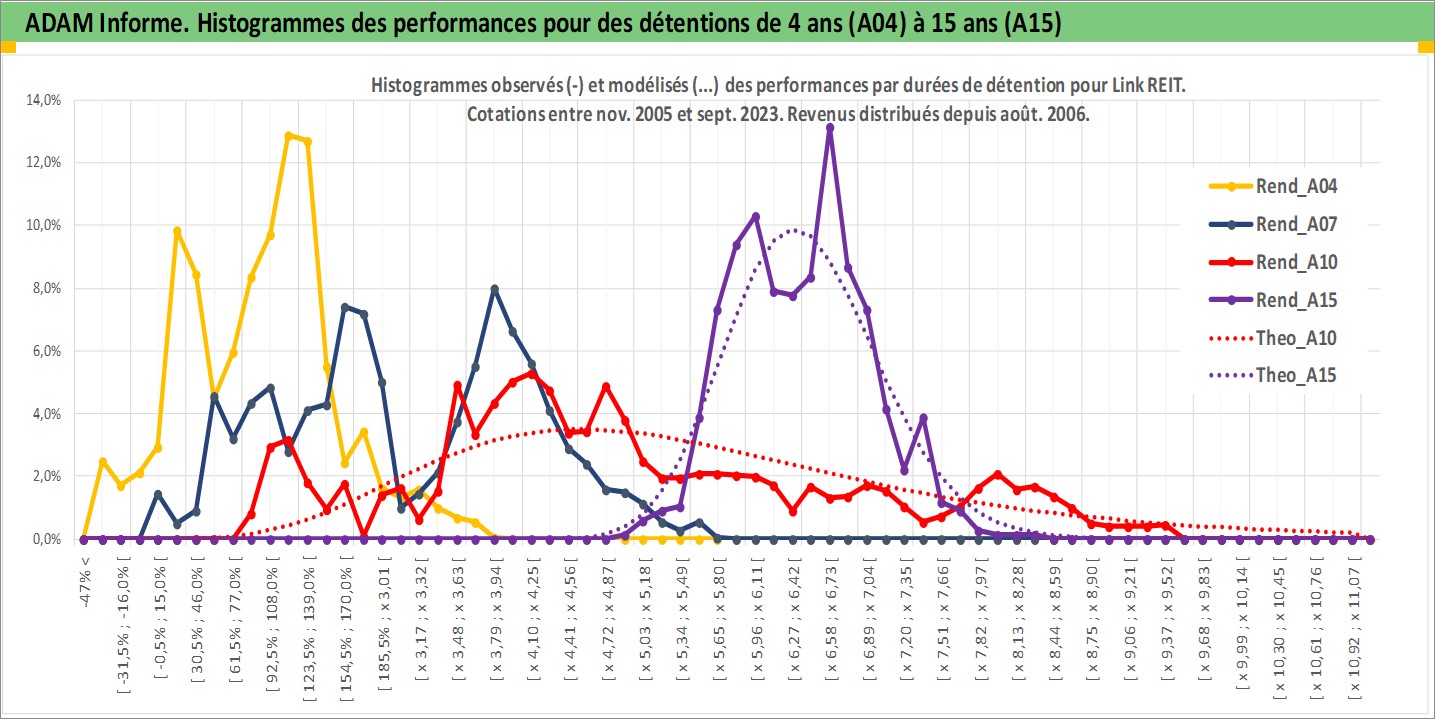 ADAM Informe. Histogrammes des performances pour des détentions de 4 ans (A04) à 15 ans (A15)
Histogrammes observés (-) et modélisés (...) des performances par durées de détention pour Link REIT.
Cotations entre nov. 2005 et sept. 2023. Revenus distribués depuis août. 2006.
14,0%
12,0%
10,0%
8,0%
6,0%
4,0%
2,0%
0,0%
Rend_A04
Rend_A07
Rend_A10
Rend_A15
Theo_A10
Theo_A15
-47% <
[ -31,5% ; -16,0% [
[ -0,5% ; 15,0% [
[ 30,5% ; 46,0% [
[ 61,5% ; 77,0% [
[ 92,5% ; 108,0% [
[ 123,5% ; 139,0% [
[ 154,5% ; 170,0% [
[ 185,5% ; x 3,01 [
[ x 3,17 ; x 3,32 [
[ x 3,48 ; x 3,63 [
[ x 3,79 ; x 3,94 [
[ x 4,10 ; x 4,25 [
[ x 4,41 ; x 4,56 [
[ x 4,72 ; x 4,87 [
[ x 5,03 ; x 5,18 [
[ x 5,34 ; x 5,49 [
[ x 5,65 ; x 5,80 [
[ x 5,96 ; x 6,11 [
[ x 6,27 ; x 6,42 [
[ x 6,58 ; x 6,73 [
[ x 6,89 ; x 7,04 [
[ x 7,20 ; x 7,35 [
[ x 7,51 ; x 7,66 [
[ x 7,82 ; x 7,97 [
[ x 8,13 ; x 8,28 [
[ x 8,44 ; x 8,59 [
[ x 8,75 ; x 8,90 [
[ x 9,06 ; x 9,21 [
[ x 9,37 ; x 9,52 [
[ x 9,68 ; x 9,83 [
[ x 9,99 ; x 10,14 [
[ x 10,30 ; x 10,45 [
[ x 10,61 ; x 10,76 [
[ x 10,92 ; x 11,07 [